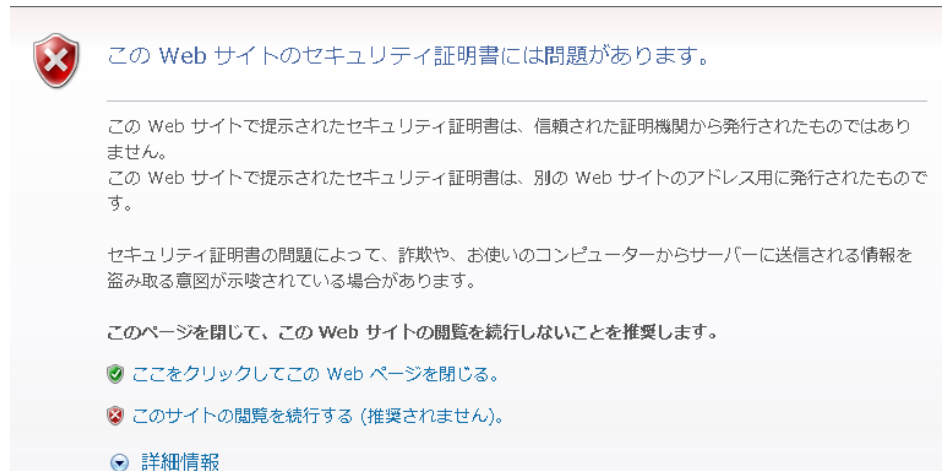 この Web サイトのセキュリティ証明書には問題があります。
この Web サイトで提示されたセキュリティ証明書は、信頼された証明機関から発行されたものではあり
ません。
この Web サイトで提示されたセキュリティ証明書は、別の Web サイトのアドレス用に発行されたもので
す。
セキュリティ証明書の問題によって、詐欺や、お使いのコンピューターからサーバーに送信される情報を
盗み取る意図が示唆されている場合があります。
このページを閉じて、この Web サイトの閲覧を続行しないことを推奨します。
ここをクリックしてこの Web ページを閉じる。
このサイトの閲覧を続行する (推奨されません)。
詳細情報